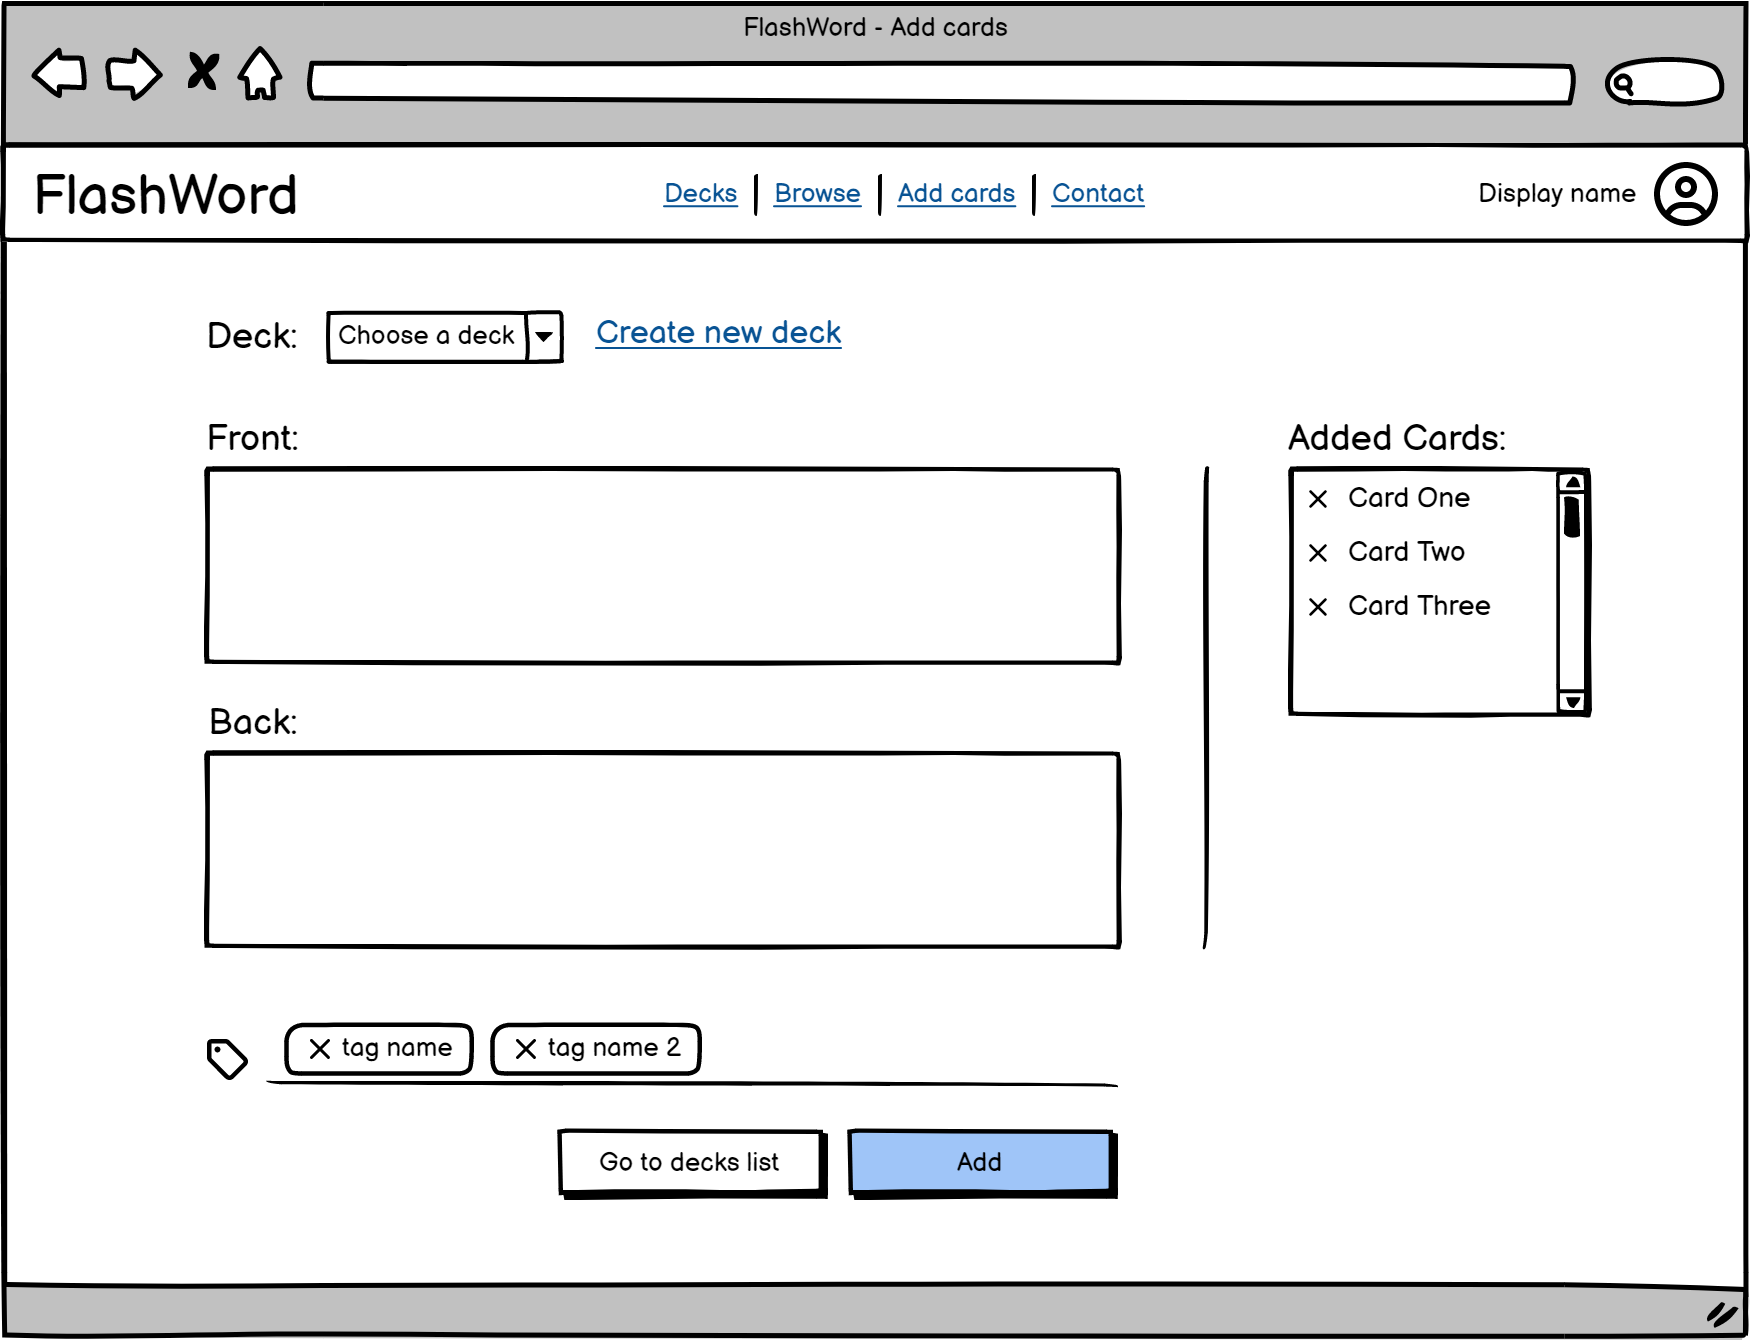 FlashWord - Add cards
FlashWord
Decks
Browse
Add cards
Contact
Display name
Deck:
Choose a deck
Create new deck
Front:
Added Cards:
Card One
Card Two
Card Three
Back:
tag name
tag name 2
Go to decks list
Add